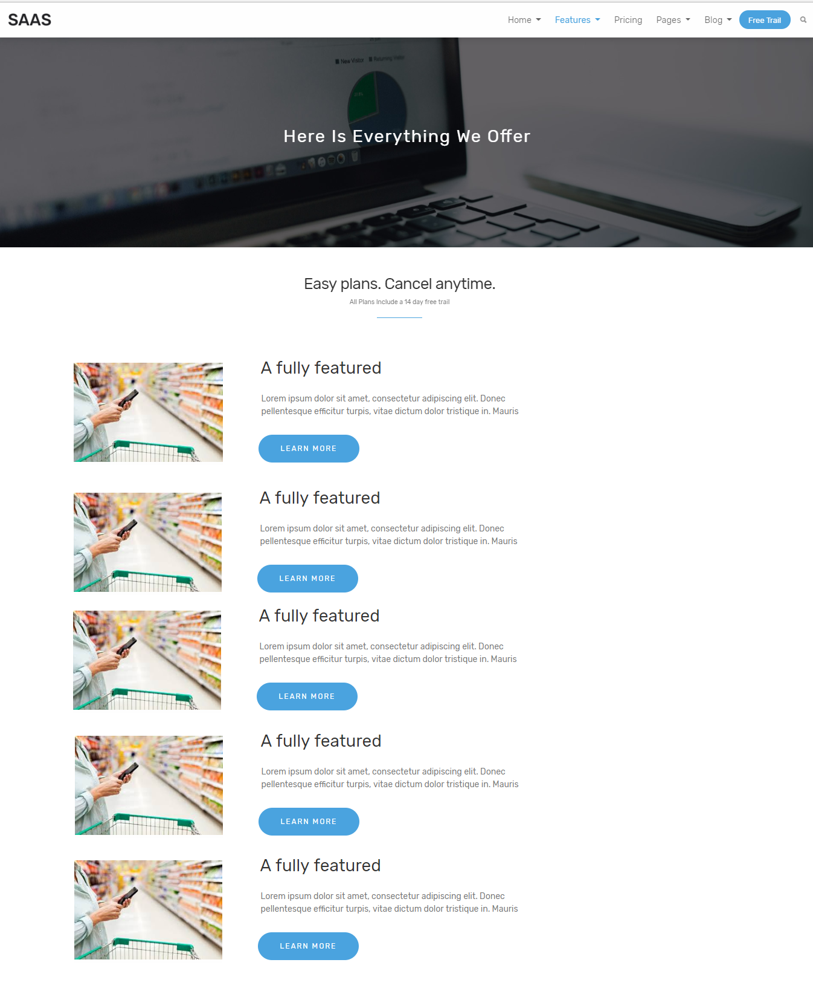 SAAS
Home
Features
Pricing
Pages
Blog
Free Trail
New Visitor
Returning Visitor
Here Is Everything We Offer
Easy plans. Cancel anytime.
All Plans Include a 14 day free trail
A fully featured
Lorem ipsum dolor sit amet, consectetur adipiscing elit. Donec
pellentesque efficitur turpis, vitae dictum dolor tristique in. Mauris
LEARN MORE
A fully featured
Lorem ipsum dolor sit amet, consectetur adipiscing elit. Donec
pellentesque efficitur turpis, vitae dictum dolor tristique in. Mauris
LEARN MORE
A fully featured
Lorem ipsum dolor sit amet, consectetur adipiscing elit. Donec
pellentesque efficitur turpis, vitae dictum dolor tristique in. Mauris
LEARN MORE
A fully featured
Lorem ipsum dolor sit amet, consectetur adipiscing elit. Donec
pellentesque efficitur turpis, vitae dictum dolor tristique in. Mauris
LEARN MORE
A fully featured
Lorem ipsum dolor sit amet, consectetur adipiscing elit. Donec
pellentesque efficitur turpis, vitae dictum dolor tristique in. Mauris
LEARN MORE